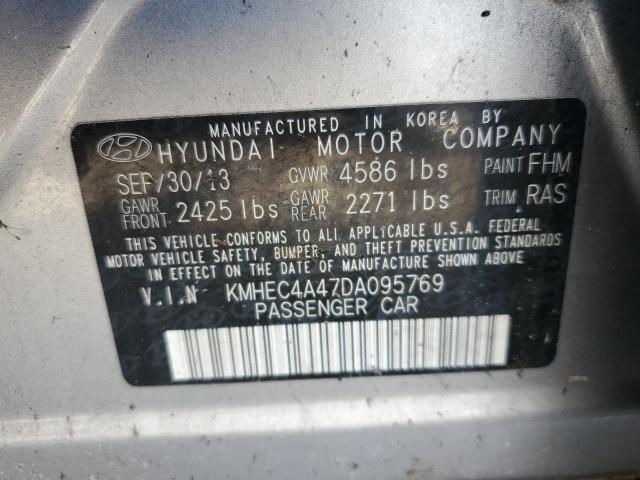 MANUFACTURED IN KOREA BY
HYUNDAI MOTOR COMPANY
SEP/30/13 GVWR 4586 lbs PAINT FHM
GAWR FRONT 2425 lbs GAWR REAR 2271 lbs TRIM RAS
THIS VEHICLE CONFORMS TO ALL APPLICABLE U.S.A. FEDERAL
MOTOR VEHICLE SAFETY, BUMPER, AND THEFT PREVENTION STANDARDS
IN EFFECT ON THE DATE OF MANUFACTURE SHOWN ABOVE.
V.I.N KMHEC4A47DA095769
PASSENGER CAR